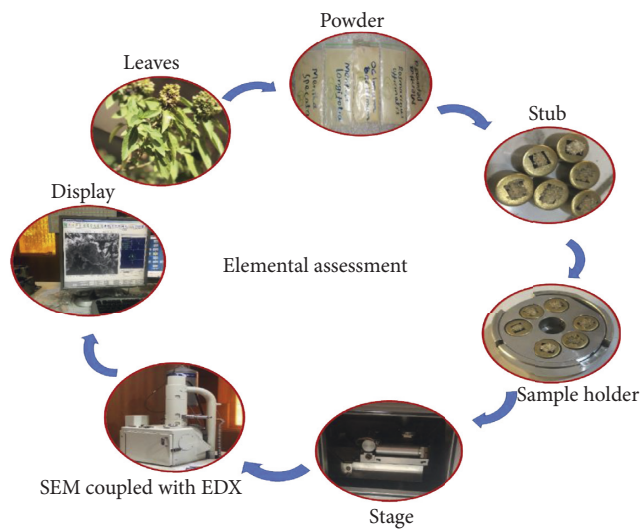 Powder
Leaves
Stub
Display
Elemental assessment
Sample holder
SEM coupled with EDX
Stage